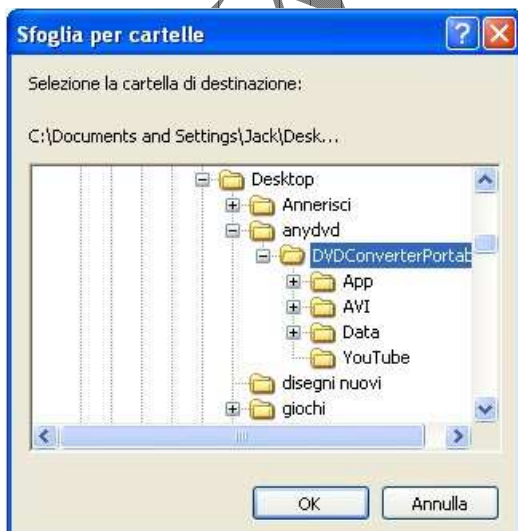 Sfoglia per cartelle
Selezione la cartella di destinazione:
C:\Documents and Settings\Jack\Desk...
Desktop
Annerisci
anydvd
DVDConverterPortab
App
AVI
Data
YouTube
disegni nuovi
giochi
OK Annulla